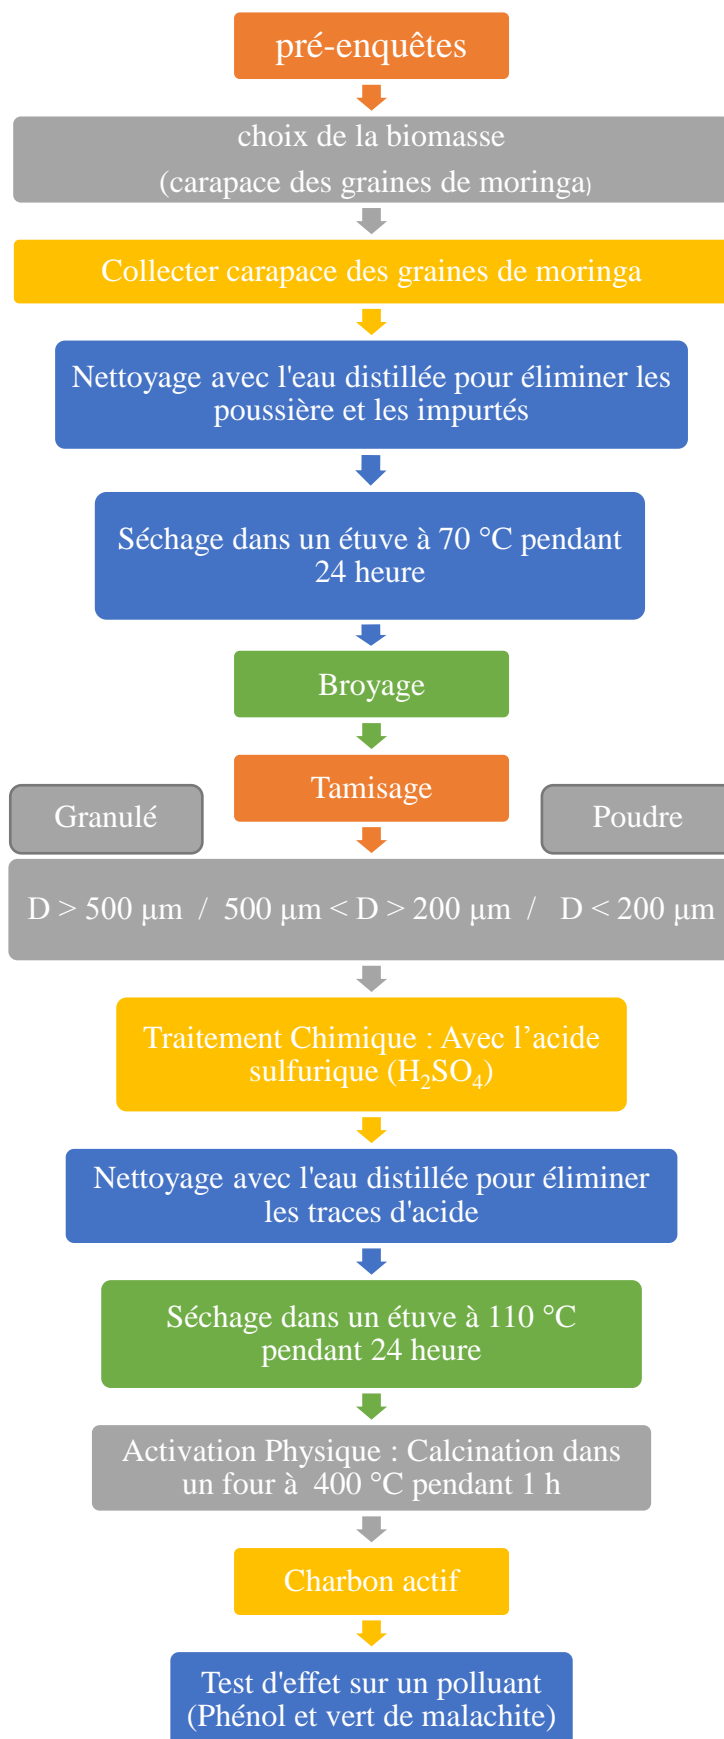 pré-enquêtes
choix de la biomasse
(carapace des graines de moringa)
Collecter carapace des graines de moringa
Nettoyage avec l'eau distillée pour éliminer les
poussière et les impurtés
Séchage dans un étuve à 70 °C pendant
24 heure
Broyage
Tamisage
Granulé
Poudre
D > 500 μm / 500 μm < D > 200 μm / D < 200 μm
Traitement Chimique : Avec l’acide
sulfurique (H₂SO₄)
Nettoyage avec l'eau distillée pour éliminer
les traces d'acide
Séchage dans un étuve à 110 °C
pendant 24 heure
Activation Physique : Calcination dans
un four à 400 °C pendant 1 h
Charbon actif
Test d'effet sur un polluant
(Phénol et vert de malachite)